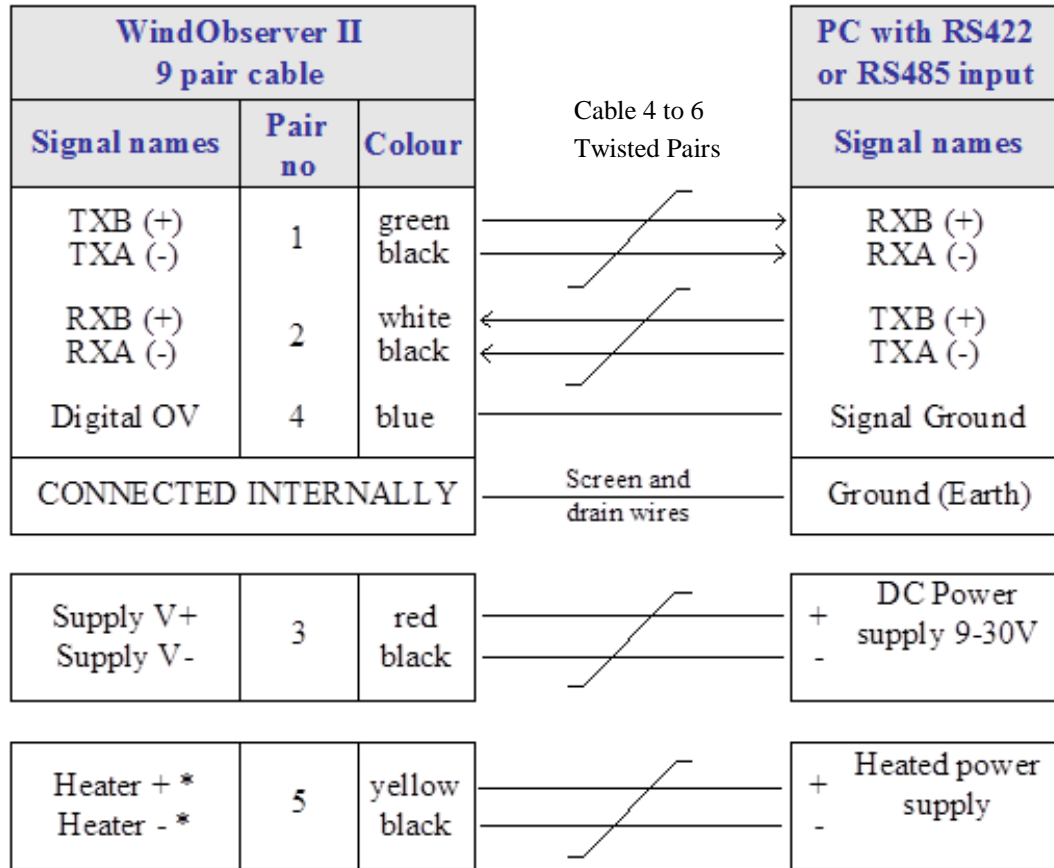 WindObserver II
9 pair cable
PC with RS422
or RS485 input
Cable 4 to 6
Twisted Pairs
Signal names
Pair
no
Colour
Signal names
TXB (+)
TXA (-)
1
green
black
RXB (+)
RXA (-)
RXB (+)
RXA (-)
2
white
black
TXB (+)
TXA (-)
Digital OV
4
blue
Signal Ground
CONNECTED INTERNALLY
Screen and
drain wires
Ground (Earth)
Supply V+
Supply V-
3
red
black
+
-
DC Power
supply 9-30V
Heater + *
Heater - *
5
yellow
black
+
-
Heated power
supply